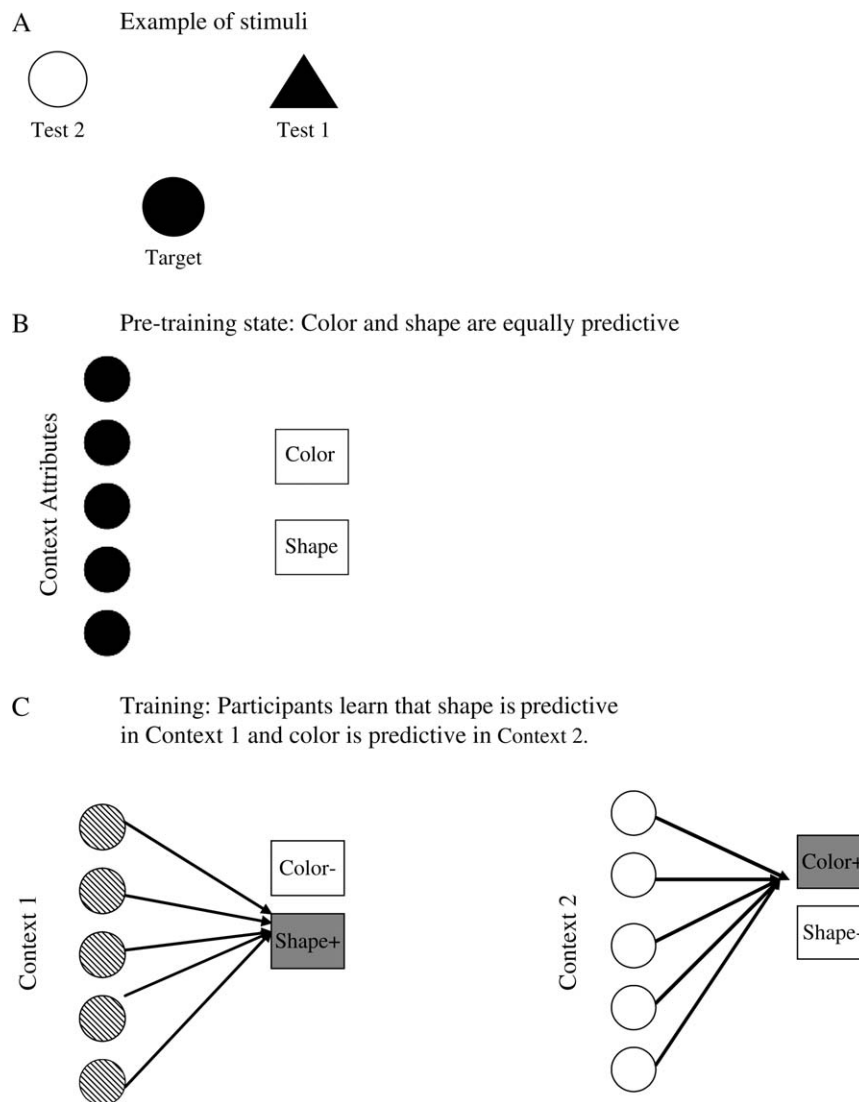 A Example of stimuli
Test 2 Test 1
Target
B Pre-training state: Color and shape are equally predictive
Context Attributes
Color
Shape
C Training: Participants learn that shape is predictive
in Context 1 and color is predictive in Context 2.
Context 1
Color-
Shape+
Context 2
Color+
Shape-